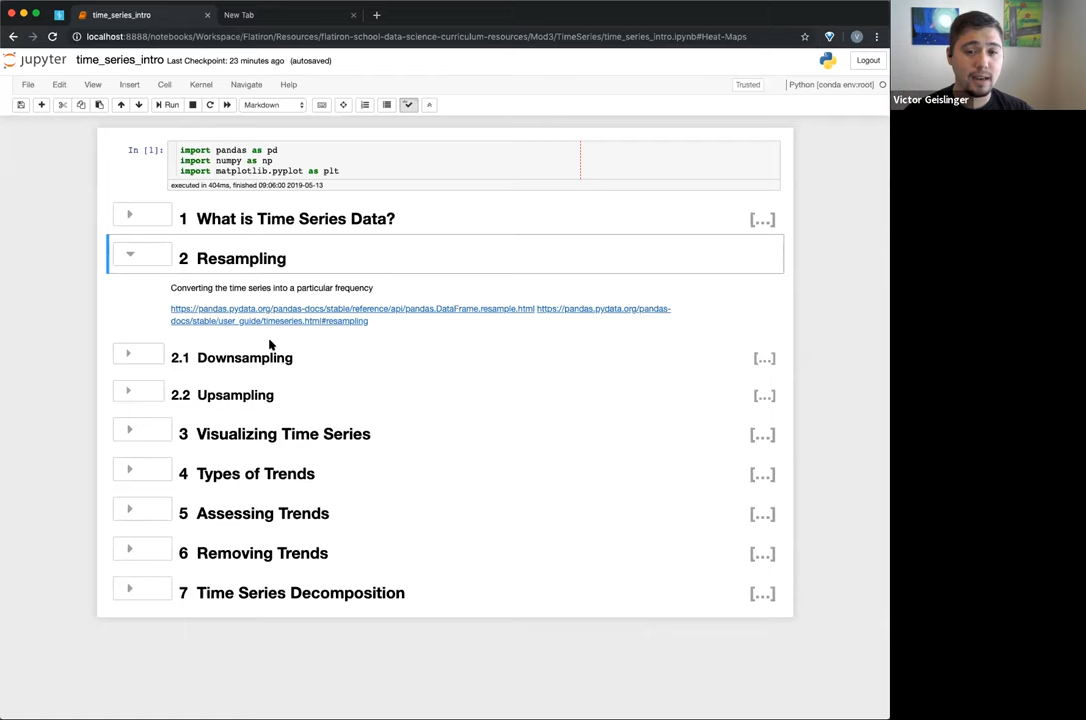 time_series_intro
New Tab
localhost:8888/notebooks/Workspace/Flatiron/Resources/flatiron-school-data-science-curriculum-resources/Mod3/TimeSeries/time_series_intro.ipynb#Heat-Maps
jupyter time_series_intro Last Checkpoint: 23 minutes ago (autosaved)
Logout
File Edit View Insert Cell Kernel Navigate Help
Trusted
Python [conda env:root]
Run
Markdown
Victor Geislinger
In [1]: import pandas as pd
import numpy as np
import matplotlib.pyplot as plt
executed in 404ms, finished 09:06:00 2019-05-13
1 What is Time Series Data? [...]
2 Resampling
Converting the time series into a particular frequency
https://pandas.pydata.org/pandas-docs/stable/reference/api/pandas.DataFrame.resample.html https://pandas.pydata.org/pandas-
docs/stable/user_guide/timeseries.html#resampling
2.1 Downsampling [...]
2.2 Upsampling [...]
3 Visualizing Time Series [...]
4 Types of Trends [...]
5 Assessing Trends [...]
6 Removing Trends [...]
7 Time Series Decomposition [...]